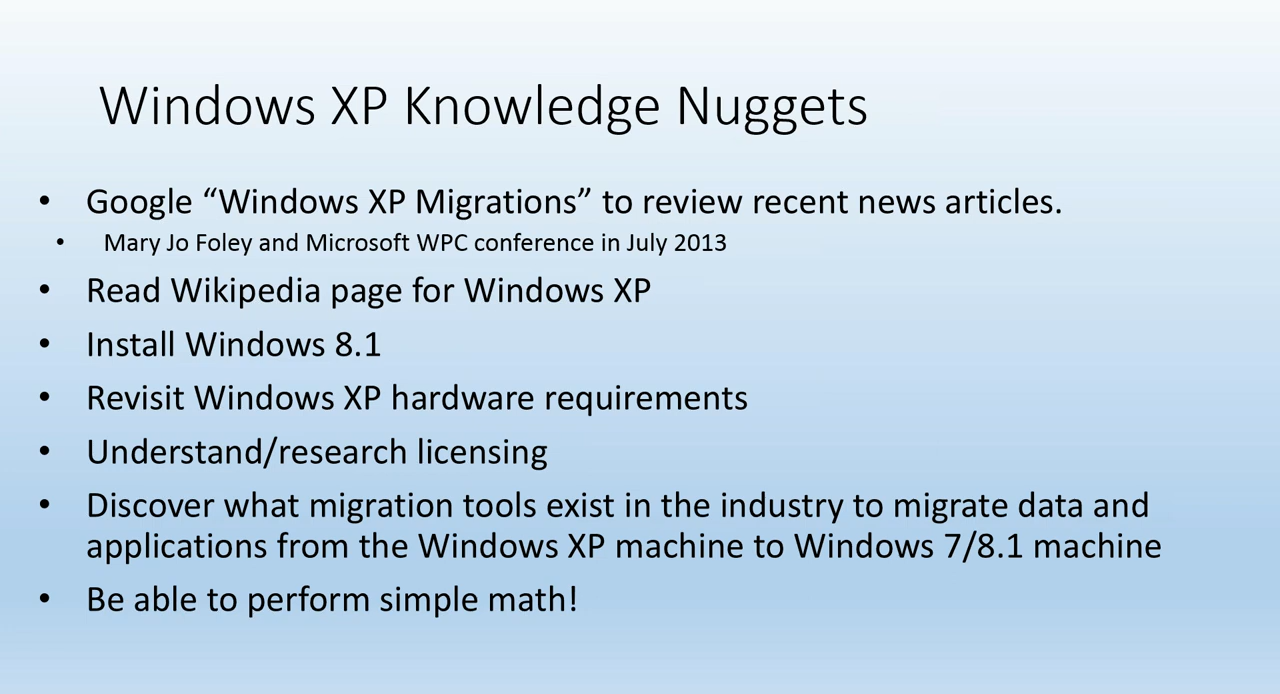 Windows XP Knowledge Nuggets
• Google “Windows XP Migrations” to review recent news articles.
• Mary Jo Foley and Microsoft WPC conference in July 2013
• Read Wikipedia page for Windows XP
• Install Windows 8.1
• Revisit Windows XP hardware requirements
• Understand/research licensing
• Discover what migration tools exist in the industry to migrate data and
applications from the Windows XP machine to Windows 7/8.1 machine
• Be able to perform simple math!